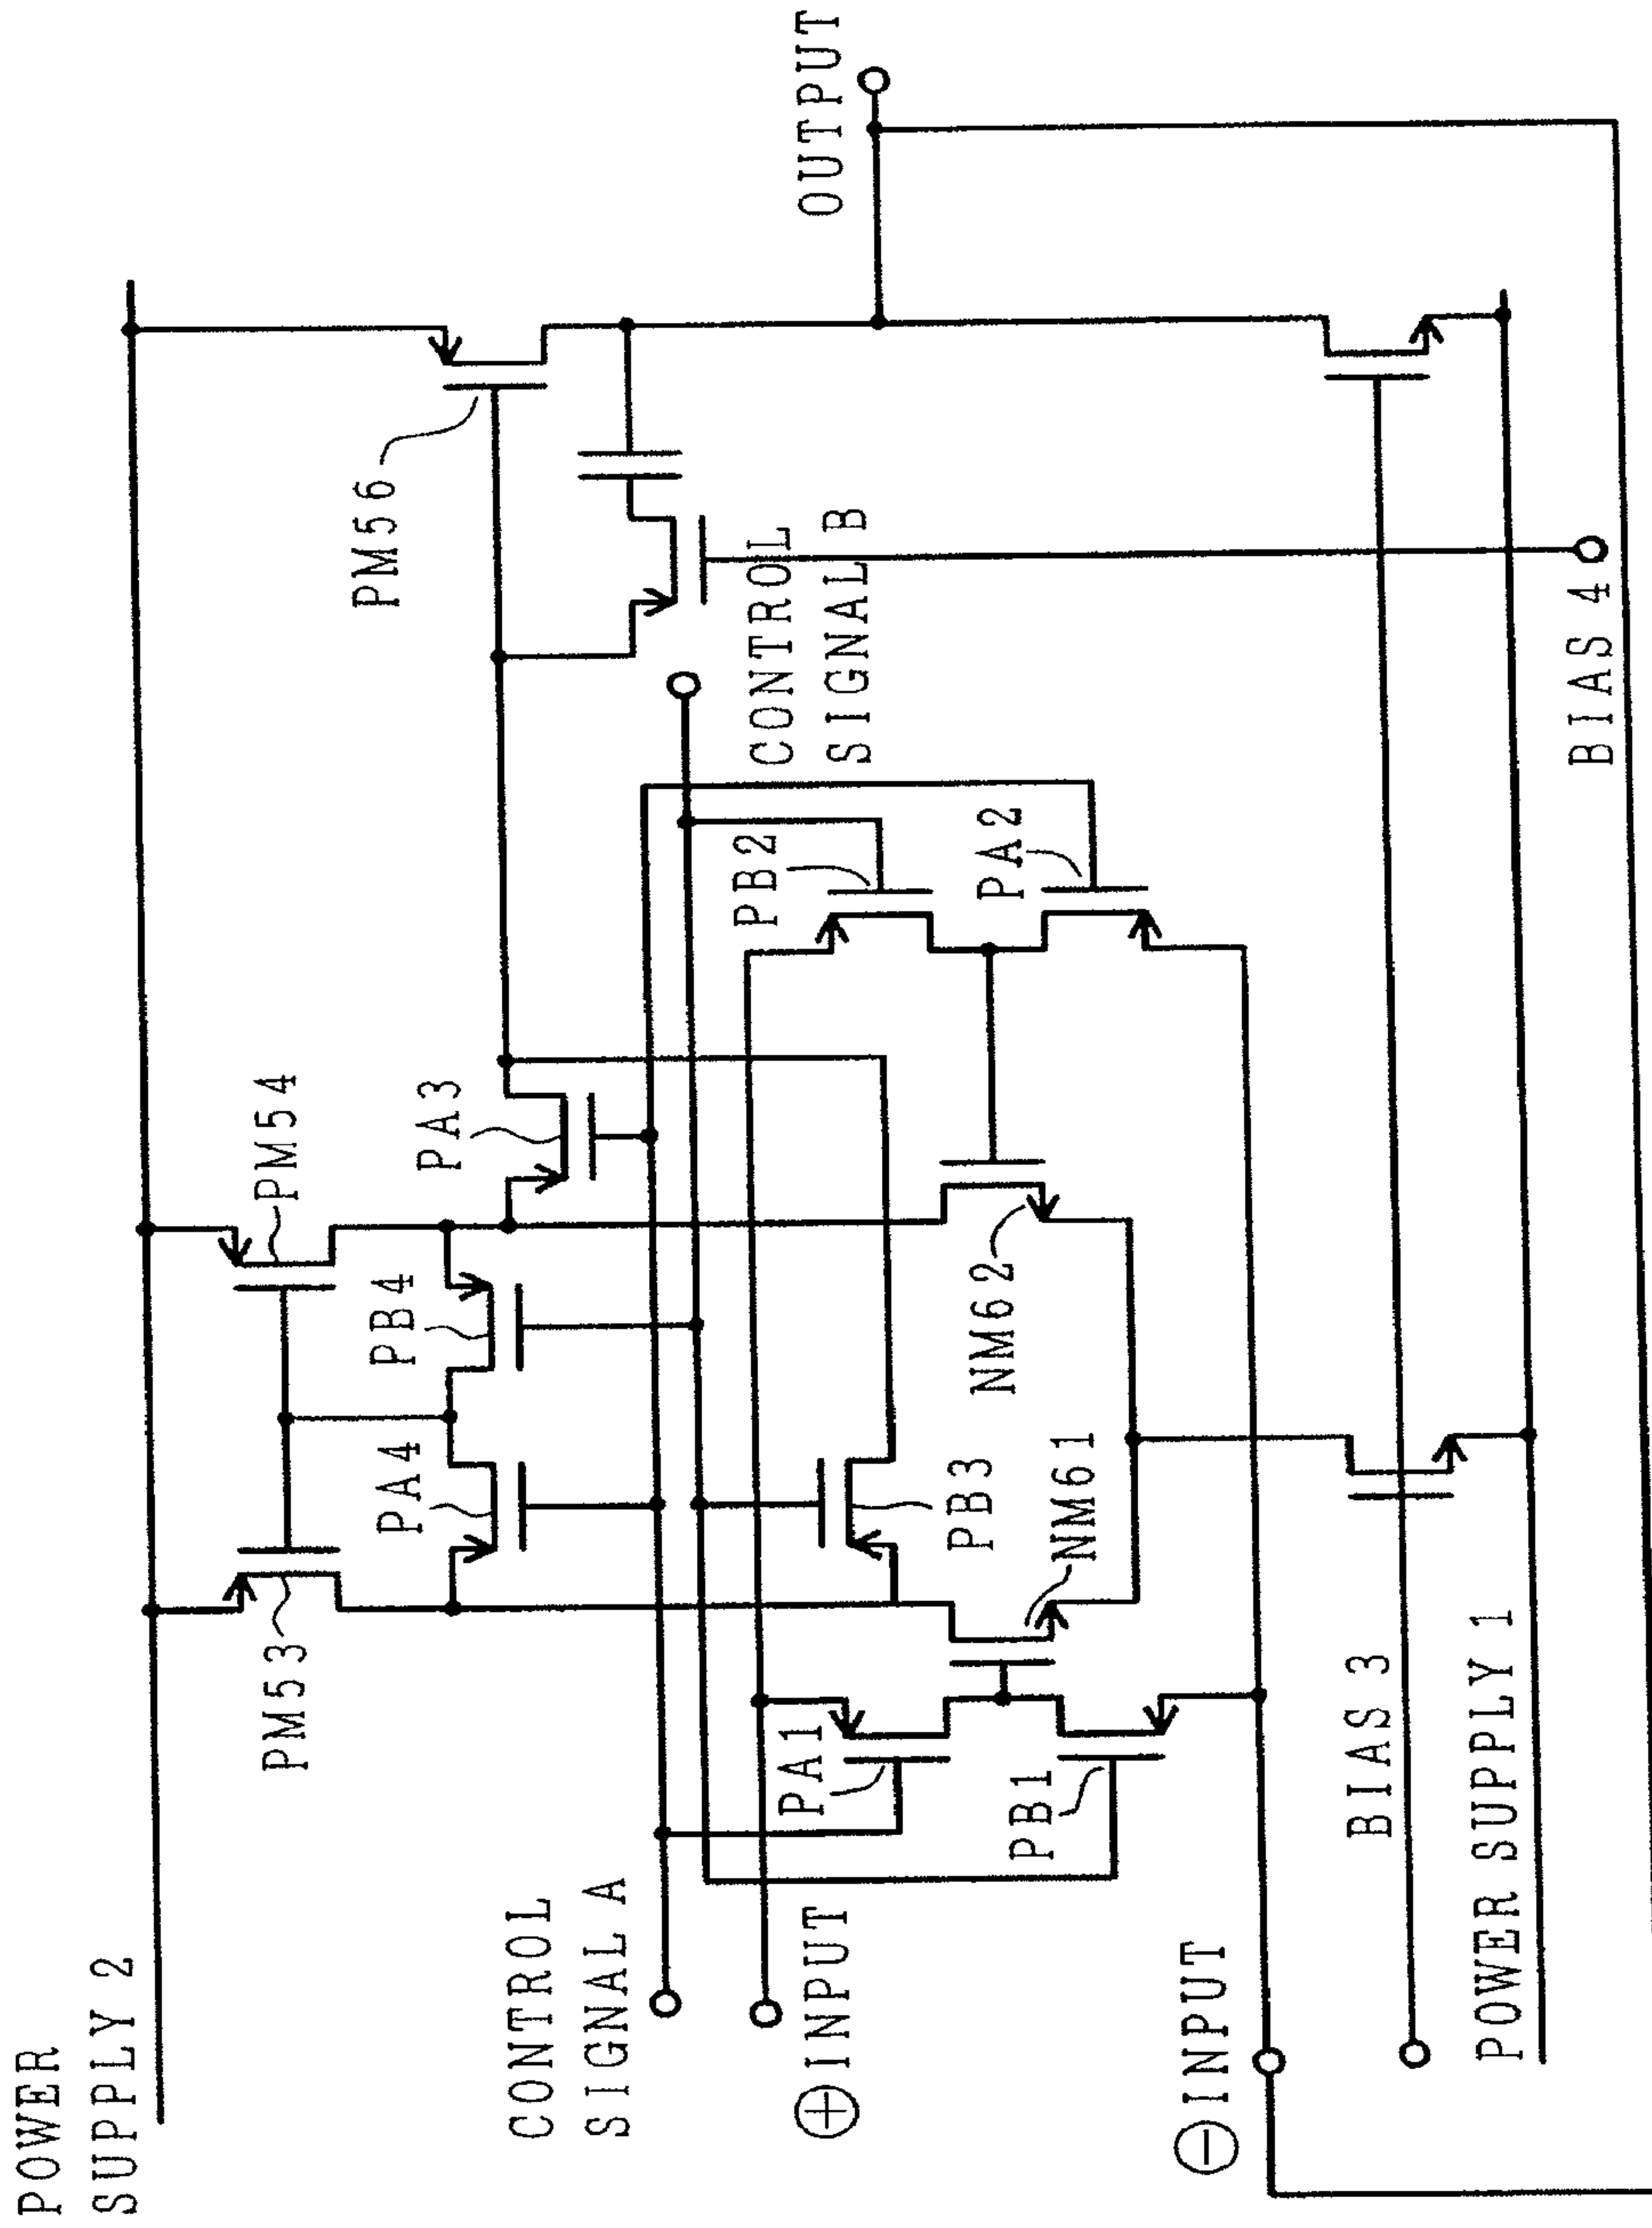 POWER
SUPPLY 2
PM53
PM54
PM56
OUTPUT
PA4
PB4
PA3
CONTROL
SIGNAL A
CONTROL
SIGNAL B
⊕INPUT
PA1
PB1
PB3
NM61
NM62
PB2
PA2
⊖INPUT
BIAS 3
POWER SUPPLY 1
BIAS 4